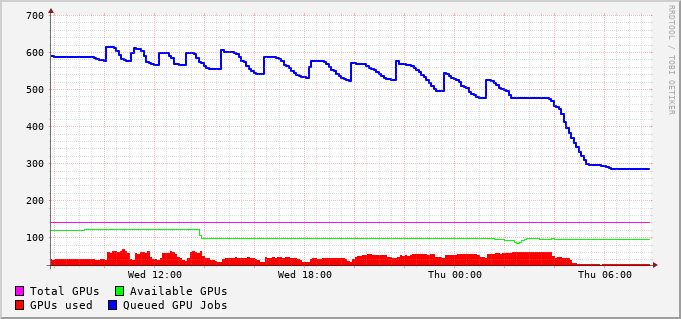 700
600
500
400
300
200
100
Wed 12:00 Wed 18:00 Thu 00:00 Thu 06:00
Total GPUs Available GPUs
GPUs used Queued GPU Jobs
RRDTOOL / TOBI OETIKER